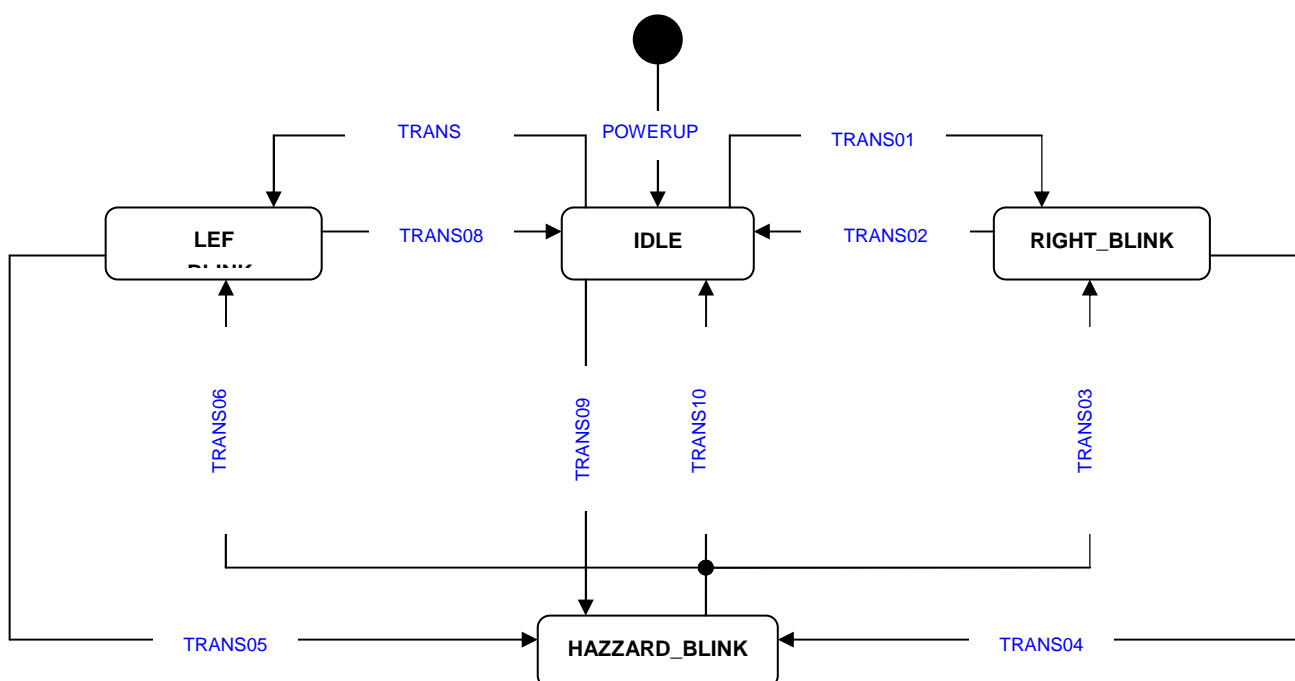 TRANS
POWERUP
TRANS01
LEF
TRANS08
IDLE
TRANS02
RIGHT_BLINK
TRANS06
TRANS09
TRANS10
TRANS03
TRANS05
HAZZARD_BLINK
TRANS04